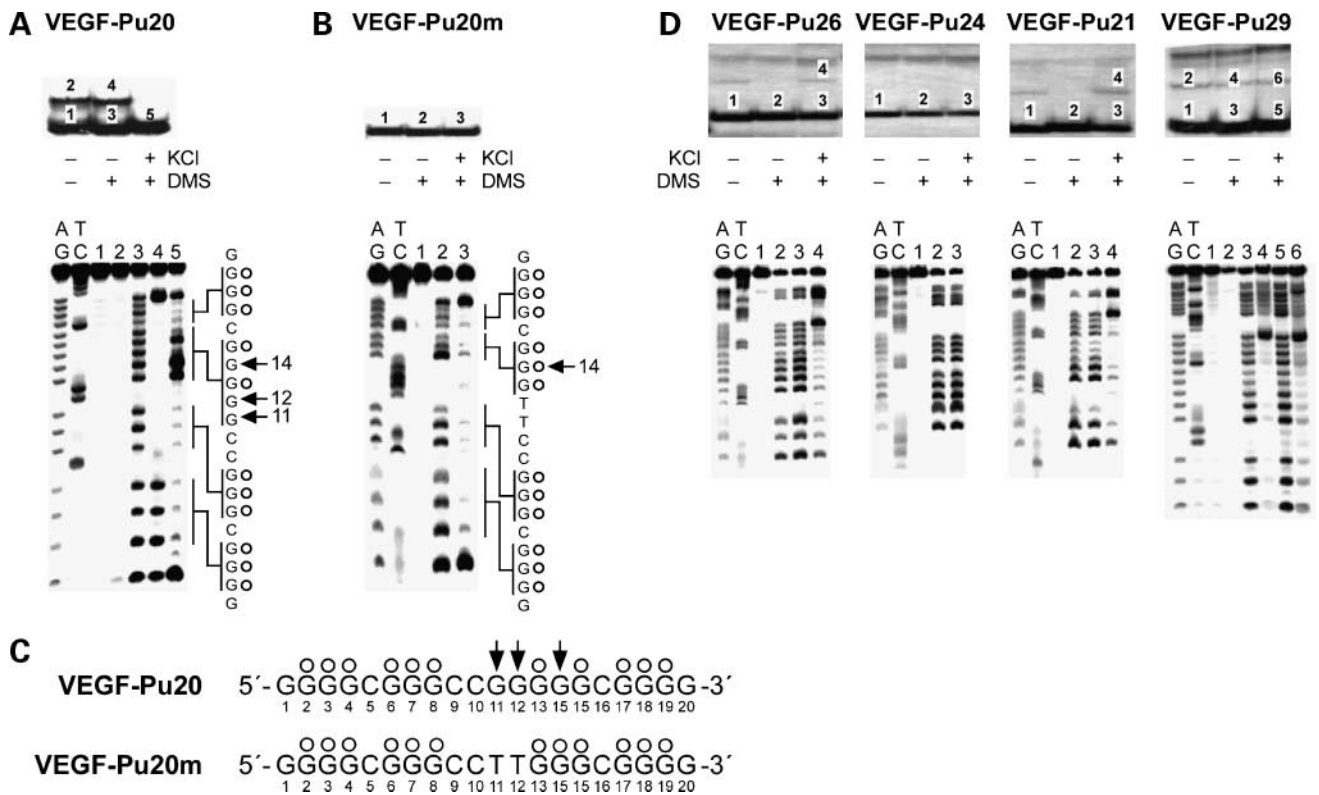 A VEGF-Pu20
2 4
1 3 5
+ KCl
– + + DMS
A T
G C 1 2 3 4 5
G
G
G
G
C
G
G 14
G
G 12
G 11
C
C
G
G
C
G
G
G
G
B VEGF-Pu20m
1 2 3
+ KCl
– + + DMS
A T
G C 1 2 3
G
G
G
G
C
G
G 14
G
T
T
C
C
G
G
C
G
G
G
G
D VEGF-Pu26 VEGF-Pu24 VEGF-Pu21 VEGF-Pu29
4 4 2 4 6
1 2 3 1 2 3 1 2 3 1 3 5
KCl + + + +
DMS – + + – + + – + + – + +
A T A T A T A T
G C 1 2 3 4 G C 1 2 3 G C 1 2 3 4 G C 1 2 3 4 5 6
C
VEGF-Pu20 5´-GGGGCGGGCCGGGGGCGGGG-3´
1 2 3 4 5 6 7 8 9 10 11 12 13 15 15 16 17 18 19 20
VEGF-Pu20m 5´-GGGGCGGGCCTTGGGCGGGG-3´
1 2 3 4 5 6 7 8 9 10 11 12 13 15 15 16 17 18 19 20